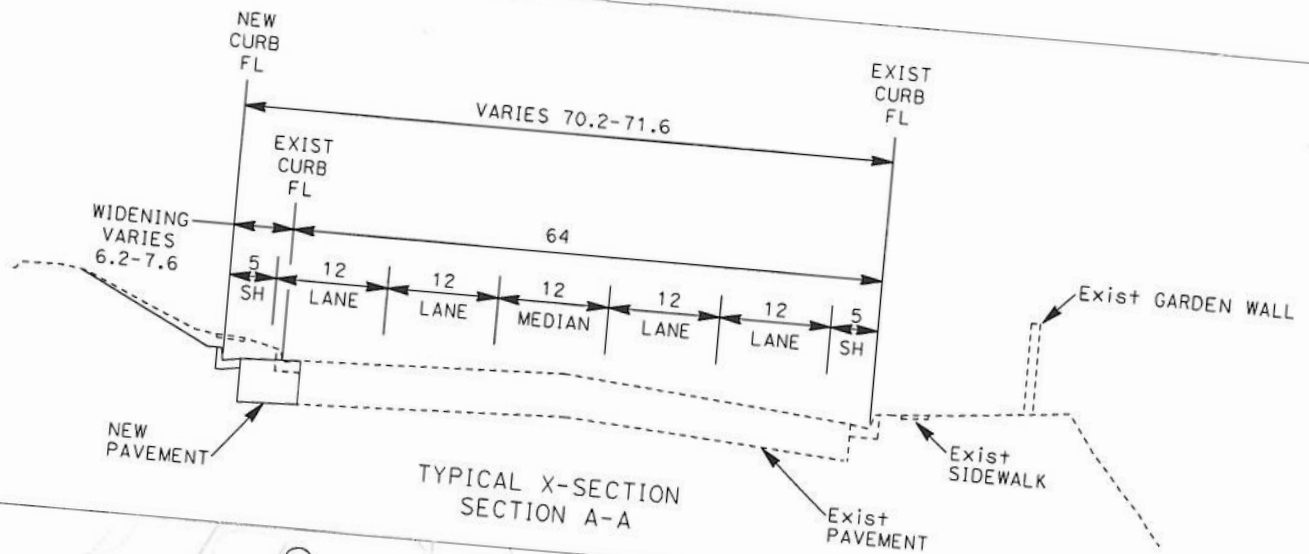 NEW
CURB
FL
EXIST
CURB
FL
VARIES 70.2-71.6
EXIST
CURB
FL
WIDENING
VARIES
6.2-7.6
64
5
SH
12
LANE
12
LANE
12
MEDIAN
12
LANE
12
LANE
5
SH
Exist GARDEN WALL
NEW
PAVEMENT
Exist
SIDEWALK
Exist
PAVEMENT
TYPICAL X-SECTION
SECTION A-A